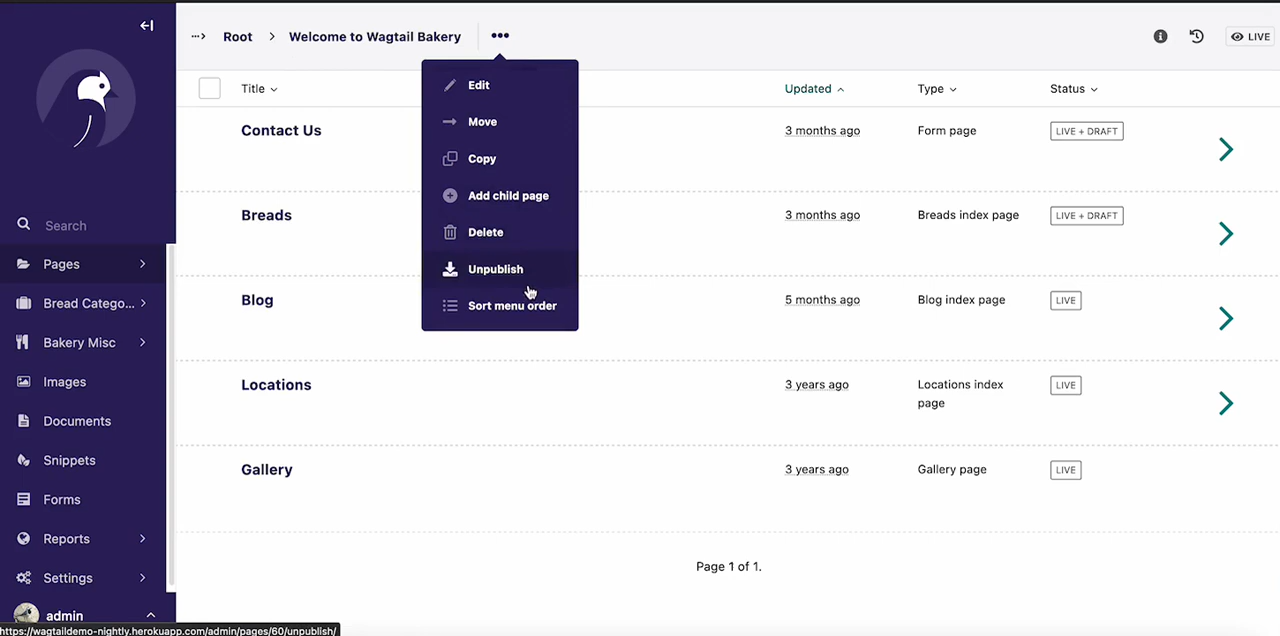 Root
Welcome to Wagtail Bakery
LIVE
Edit
Move
Copy
Add child page
Delete
Unpublish
Sort menu order
Search
Pages
Bread Catego...
Bakery Misc
Images
Documents
Snippets
Forms
Reports
Settings
admin
Title
Updated
Type
Status
Contact Us
3 months ago
Form page
LIVE + DRAFT
Breads
3 months ago
Breads index page
LIVE + DRAFT
Blog
5 months ago
Blog index page
LIVE
Locations
3 years ago
Locations index
page
LIVE
Gallery
3 years ago
Gallery page
LIVE
Page 1 of 1.
https://wagtaildemo-nightly.herokuapp.com/admin/pages/60/unpublish/